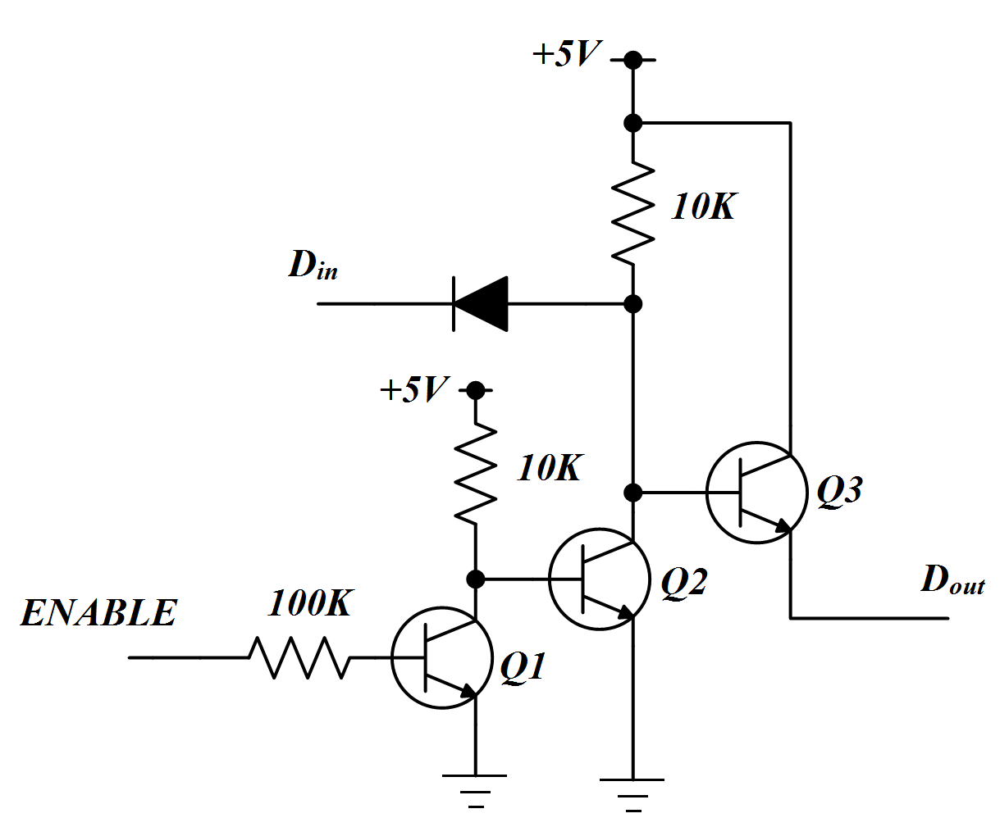 +5V
10K
Din
+5V
10K
Q3
Dout
Q2
ENABLE
100K
Q1